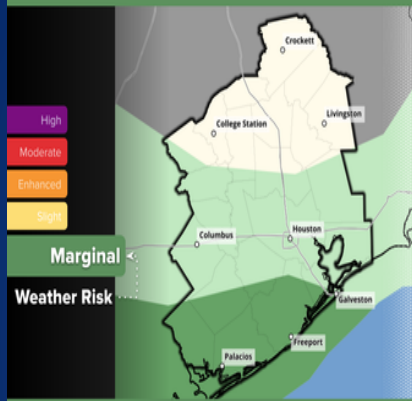 Crockett
High
College Station
Livingston
Moderate
Enhanced
Slight
Columbus
Houston
Marginal
Weather Risk
Galveston
Freeport
Palacios